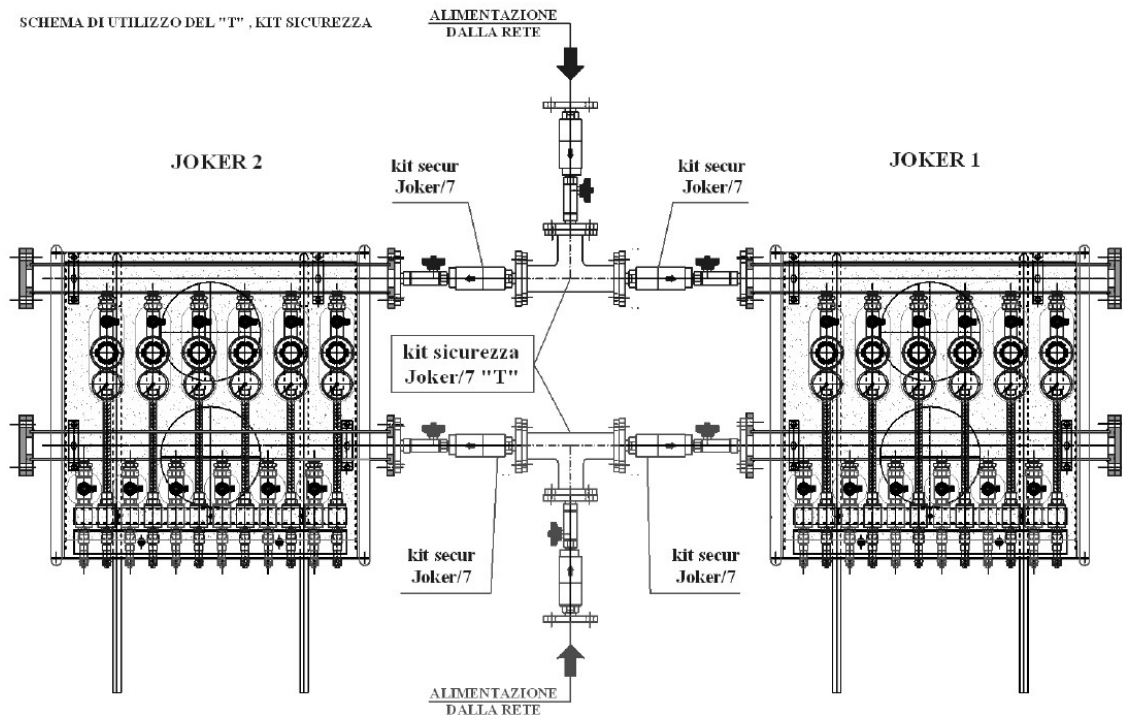 SCHEMA DI UTILIZZO DEL "T" , KIT SICUREZZA
ALIMENTAZIONE
DALLA RETE
JOKER 2
kit secur
Joker/7
kit secur
Joker/7
JOKER 1
kit sicurezza
Joker/7 "T"
kit secur
Joker/7
kit secur
Joker/7
ALIMENTAZIONE
DALLA RETE